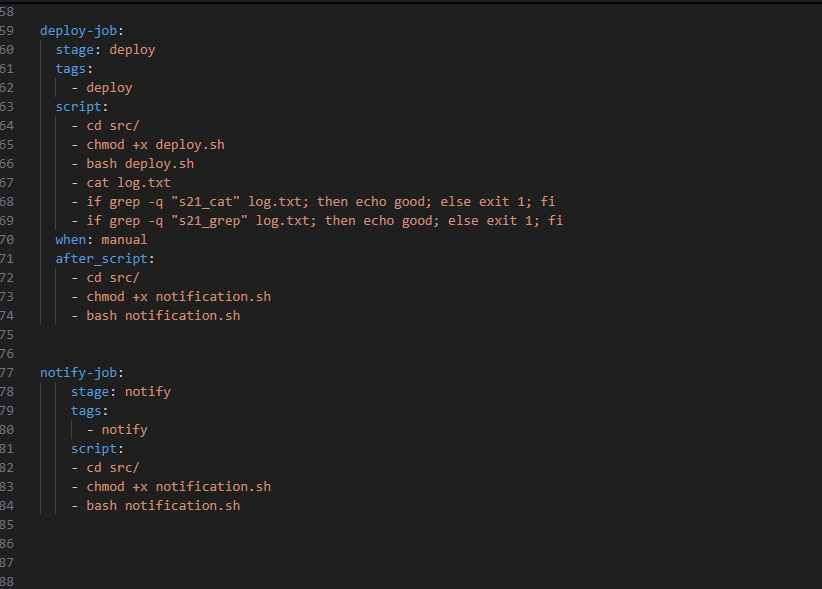 58
59 deploy-job:
60 stage: deploy
61 tags:
62 - deploy
63 script:
64 - cd src/
65 - chmod +x deploy.sh
66 - bash deploy.sh
67 - cat log.txt
68 - if grep -q "s21_cat" log.txt; then echo good; else exit 1; fi
69 - if grep -q "s21_grep" log.txt; then echo good; else exit 1; fi
70 when: manual
71 after_script:
72 - cd src/
73 - chmod +x notification.sh
74 - bash notification.sh
75
76
77 notify-job:
78 stage: notify
79 tags:
80 - notify
81 script:
82 - cd src/
83 - chmod +x notification.sh
84 - bash notification.sh
85
86
87
88